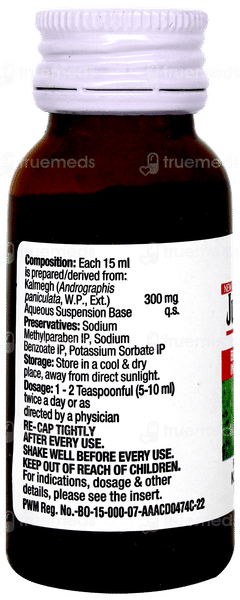 truemeds
Composition: Each 15 ml
is prepared/derived from:
Kalmegh (Andrographis
paniculata, W.P., Ext.) 300 mg
Aqueous Suspension Base q.s.
Preservatives: Sodium
Methylparaben IP, Sodium
Benzoate IP, Potassium Sorbate IP
Storage: Store in a cool & dry
place, away from direct sunlight.
Dosage: 1 - 2 Teaspoonful (5-10 ml)
twice a day or as
directed by a physician
RE-CAP TIGHTLY
AFTER EVERY USE.
SHAKE WELL BEFORE EVERY USE.
KEEP OUT OF REACH OF CHILDREN.
For indications, dosage & other
details, please see the insert.
PWM Reg. No.-BO-15-000-07-AAACD0474C-22
NEW